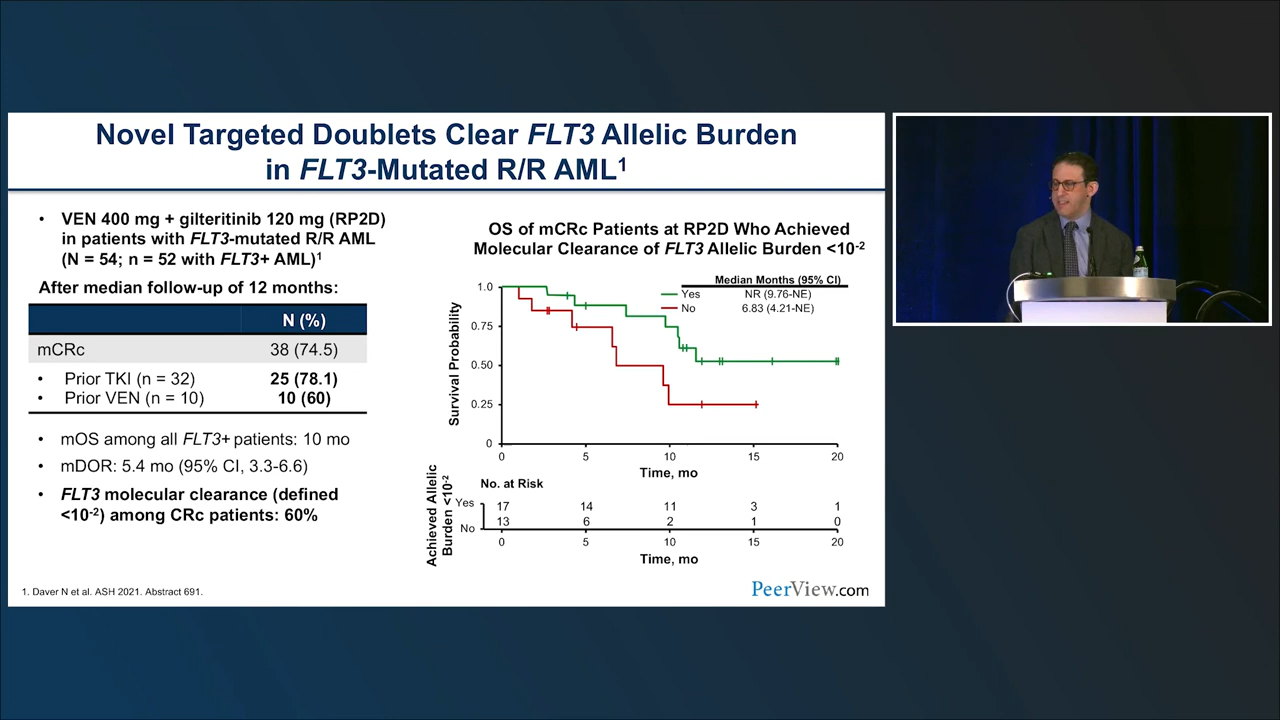 Novel Targeted Doublets Clear FLT3 Allelic Burden
in FLT3-Mutated R/R AML1
• VEN 400 mg + gilteritinib 120 mg (RP2D)
in patients with FLT3-mutated R/R AML
(N = 54; n = 52 with FLT3+ AML)1
After median follow-up of 12 months:
N (%)
mCRc 38 (74.5)
• Prior TKI (n = 32) 25 (78.1)
• Prior VEN (n = 10) 10 (60)
• mOS among all FLT3+ patients: 10 mo
• mDOR: 5.4 mo (95% CI, 3.3-6.6)
• FLT3 molecular clearance (defined
<10-2) among CRc patients: 60%
OS of mCRc Patients at RP2D Who Achieved
Molecular Clearance of FLT3 Allelic Burden <10-2
Median Months (95% CI)
Yes NR (9.76-NE)
No 6.83 (4.21-NE)
Survival Probability
1.0
0.75
0.50
0.25
0
0 5 10 15 20
Time, mo
No. at Risk
Achieved Allelic
Burden <10-2
Yes 17 14 11 3 1
No 13 6 2 1 0
0 5 10 15 20
Time, mo
1. Daver N et al. ASH 2021. Abstract 691.
PeerView.com